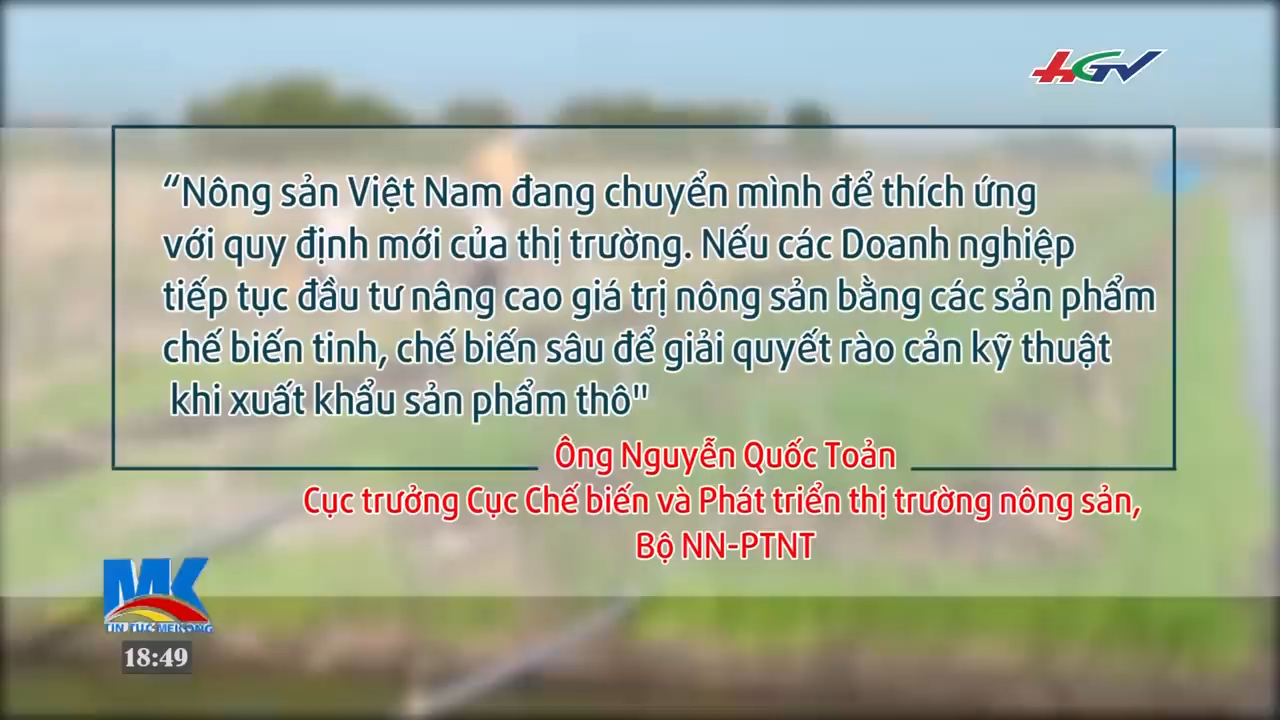 HGTV
“Nông sản Việt Nam đang chuyển mình để thích ứng
với quy định mới của thị trường. Nếu các Doanh nghiệp
tiếp tục đầu tư nâng cao giá trị nông sản bằng các sản phẩm
chế biến tinh, chế biến sâu để giải quyết rào cản kỹ thuật
khi xuất khẩu sản phẩm thô"
Ông Nguyễn Quốc Toản
Cục trưởng Cục Chế biến và Phát triển thị trường nông sản,
Bộ NN-PTNT
MK
TIN TỨC MEKONG
18:49